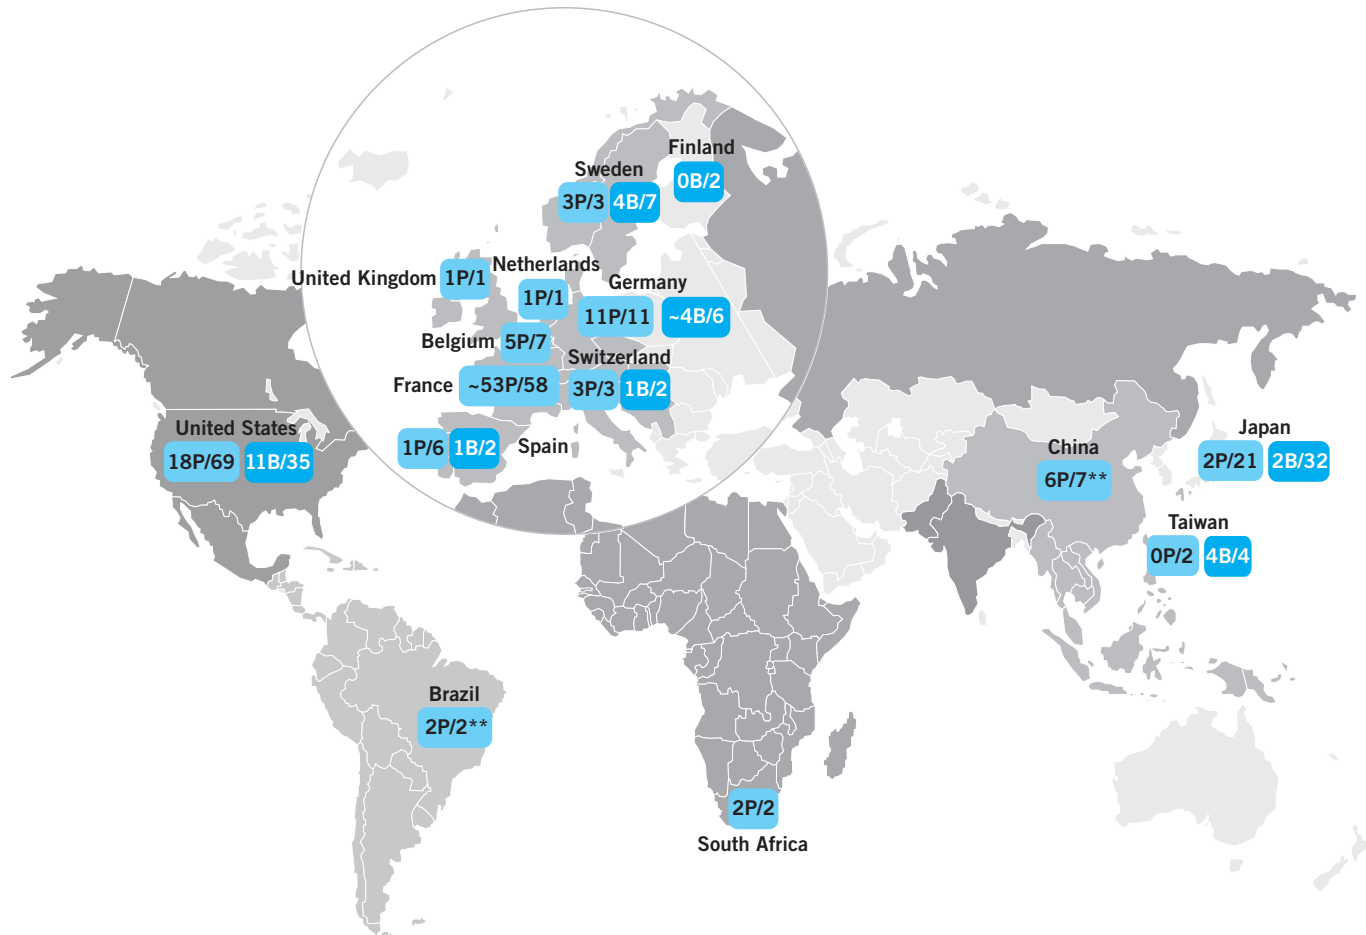 Finland
0B/2
Sweden
3P/3 4B/7
United Kingdom 1P/1
Netherlands
1P/1
Germany
11P/11 ~4B/6
Belgium 5P/7
Switzerland
3P/3 1B/2
France ~53P/58
1P/6 1B/2 Spain
United States
18P/69 11B/35
China
6P/7**
Japan
2P/21 2B/32
Taiwan
0P/2 4B/4
Brazil
2P/2**
2P/2
South Africa